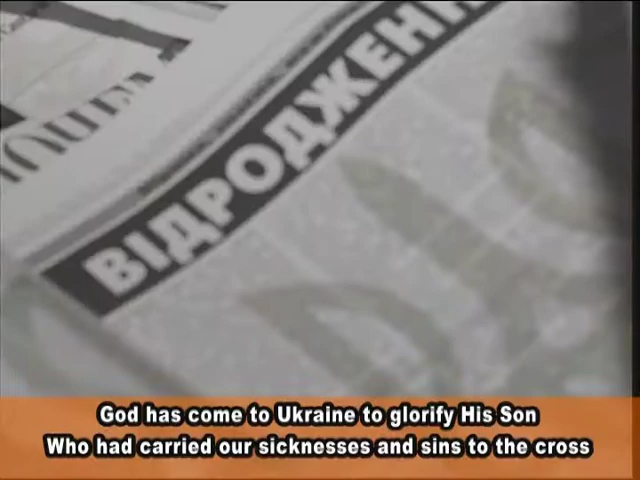 ВІДРОДЖЕНН
God has come to Ukraine to glorify His Son
Who had carried our sicknesses and sins to the cross